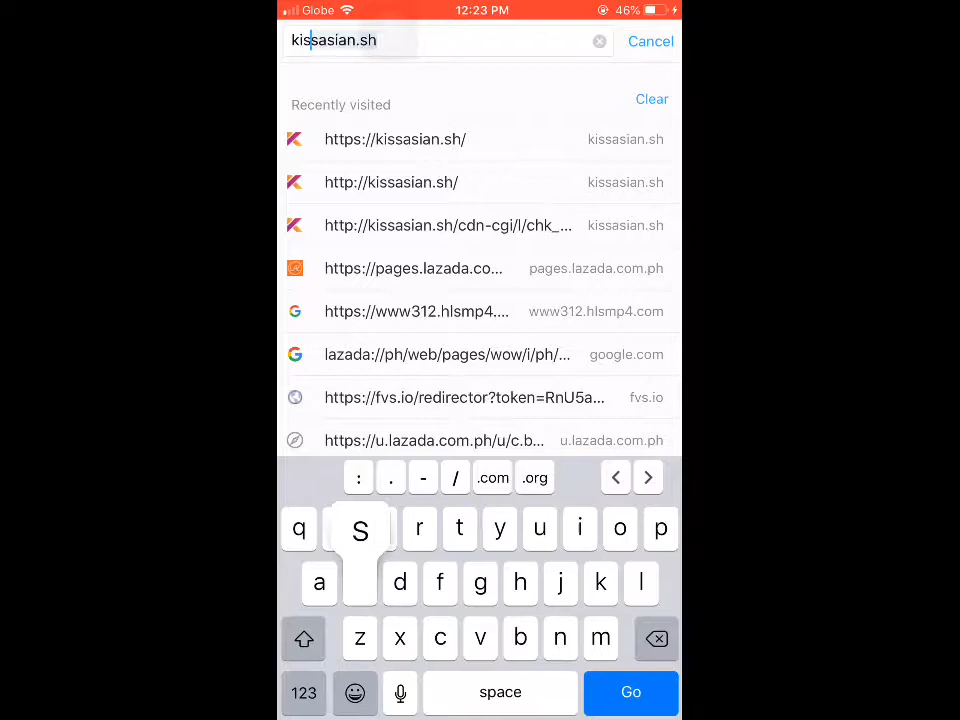 Globe 12:23 PM 46%
kissasian.sh Cancel
Recently visited Clear
https://kissasian.sh/ kissasian.sh
http://kissasian.sh/ kissasian.sh
http://kissasian.sh/cdn-cgi/l/chk_... kissasian.sh
https://pages.lazada.co... pages.lazada.com.ph
https://www312.hlsmp4.... www312.hlsmp4.com
lazada://ph/web/pages/wow/i/ph/... google.com
https://fvs.io/redirector?token=RnU5a... fvs.io
https://u.lazada.com.ph/u/c.b... u.lazada.com.ph
: . - / .com .org < >
q S r t y u i o p
a d f g h j k l
z x c v b n m
123 space Go